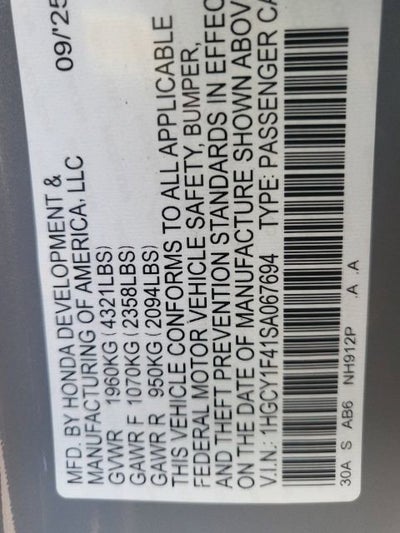 MFD. BY HONDA DEVELOPMENT & 09/'25
MANUFACTURING OF AMERICA, LLC
GVWR 1960KG (4321LBS)
GAWR F 1070KG (2358LBS)
GAWR R 950KG (2094LBS)
THIS VEHICLE CONFORMS TO ALL APPLICABLE
FEDERAL MOTOR VEHICLE SAFETY, BUMPER,
AND THEFT PREVENTION STANDARDS IN EFFEC
ON THE DATE OF MANUFACTURE SHOWN ABOV
V.I.N.: 1HGCY1F41SA067694 TYPE: PASSENGER CA
30A S AB6 NH912P .A .A